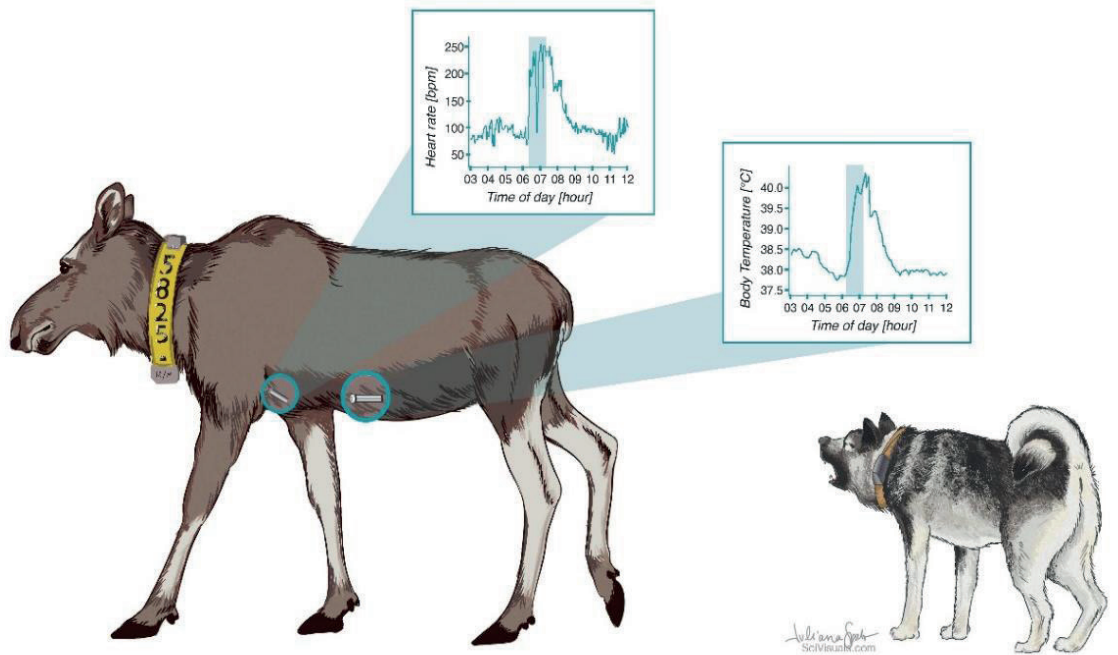 250
200
150
100
50
Heart rate [bpm]
03 04 05 06 07 08 09 10 11 12
Time of day [hour]
40.0
39.5
39.0
38.5
38.0
37.5
Body Temperature [°C]
03 04 05 06 07 08 09 10 11 12
Time of day [hour]
5825
SciVisuals.com